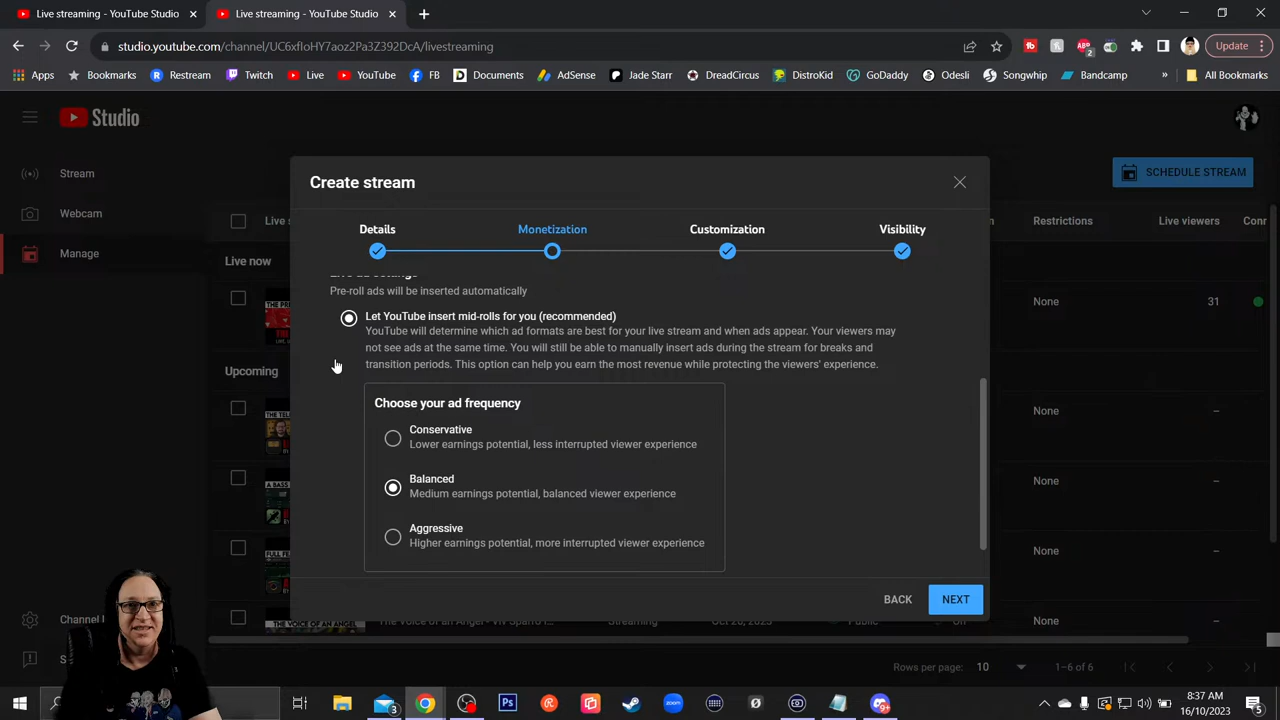 Live streaming - YouTube Studio
Live streaming - YouTube Studio
studio.youtube.com/channel/UC6xfIoHYTaoz2Pa3Z3D2DcA/livestreaming
Update
Apps
Bookmarks
Restream
Twitch
Live
YouTube
FB
Documents
AdSense
Jade Starr
DreadCircus
DistroKid
GoDaddy
Odesli
Songwhip
Bandcamp
»
All Bookmarks
Studio
Stream
Webcam
Manage
SCHEDULE STREAM
Live s
Restrictions
Live viewers
Live now
None
31
Upcoming
None
–
None
–
None
–
Create stream
Details
Monetization
Customization
Visibility
Pre-roll ads will be inserted automatically
Let YouTube insert mid-rolls for you (recommended)
YouTube will determine which ad formats are best for your live stream and when ads appear. Your viewers may
not see ads at the same time. You will still be able to manually insert ads during the stream for breaks and
transition periods. This option can help you earn the most revenue while protecting the viewers' experience.
Choose your ad frequency
Conservative
Lower earnings potential, less interrupted viewer experience
Balanced
Medium earnings potential, balanced viewer experience
Aggressive
Higher earnings potential, more interrupted viewer experience
BACK
NEXT
Channel
Rows per page:
10
1–6 of 6
8:37 AM
16/10/2023